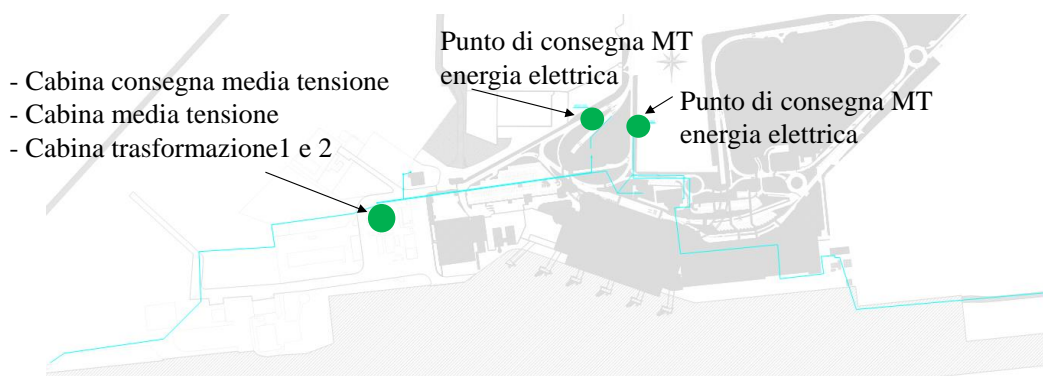 - Cabina consegna media tensione
- Cabina media tensione
- Cabina trasformazione1 e 2
Punto di consegna MT
energia elettrica
Punto di consegna MT
energia elettrica